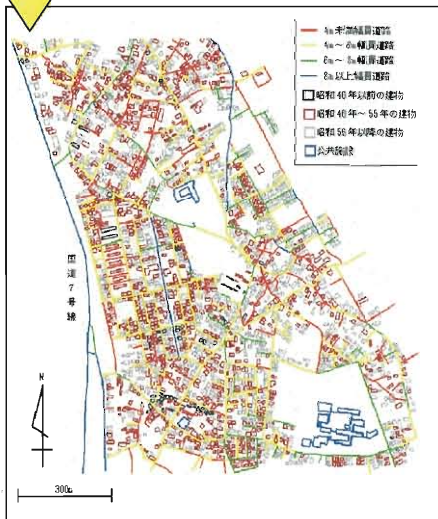 4m未満幅員道路
4m～6m幅員道路
6m～8m幅員道路
8m以上幅員道路
昭和46年以前の建物
昭和46年～55年の建物
昭和56年以降の建物
公共施設
国道7号線
N
300m